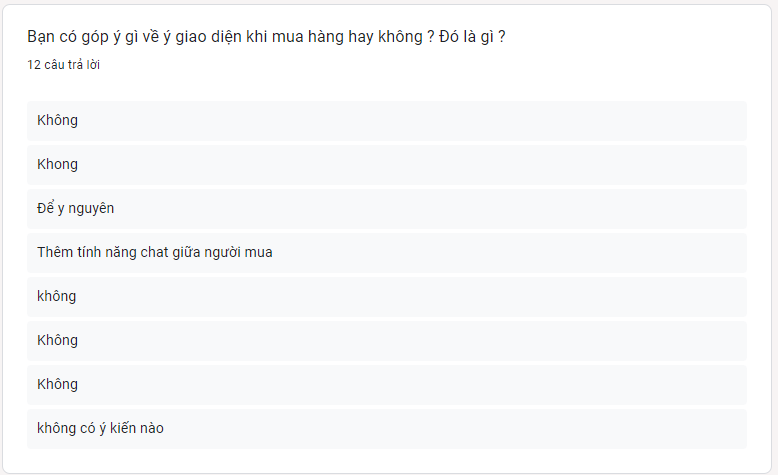 Bạn có góp ý gì về ý giao diện khi mua hàng hay không ? Đó là gì ?
12 câu trả lời
Không
Khong
Để y nguyên
Thêm tính năng chat giữa người mua
không
Không
Không
không có ý kiến nào